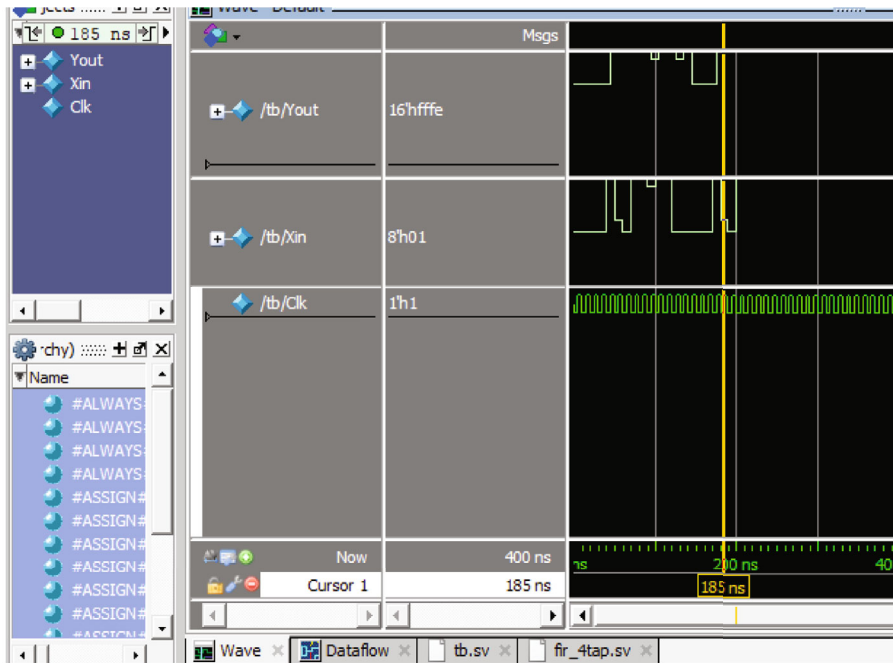 185 ns
Yout
Xin
Clk
Wave - Default
Msgs
/tb/Yout 16'hfffe
/tb/Xin 8'h01
/tb/Clk 1'h1
Name
#ALWAYS
#ALWAYS
#ALWAYS
#ALWAYS
#ASSIGN#
#ASSIGN#
#ASSIGN#
#ASSIGN#
#ASSIGN#
#ASSIGN#
Now 400 ns
ns 200 ns 40
Cursor 1 185 ns
185 ns
Wave Dataflow tb.sv fir_4tap.sv